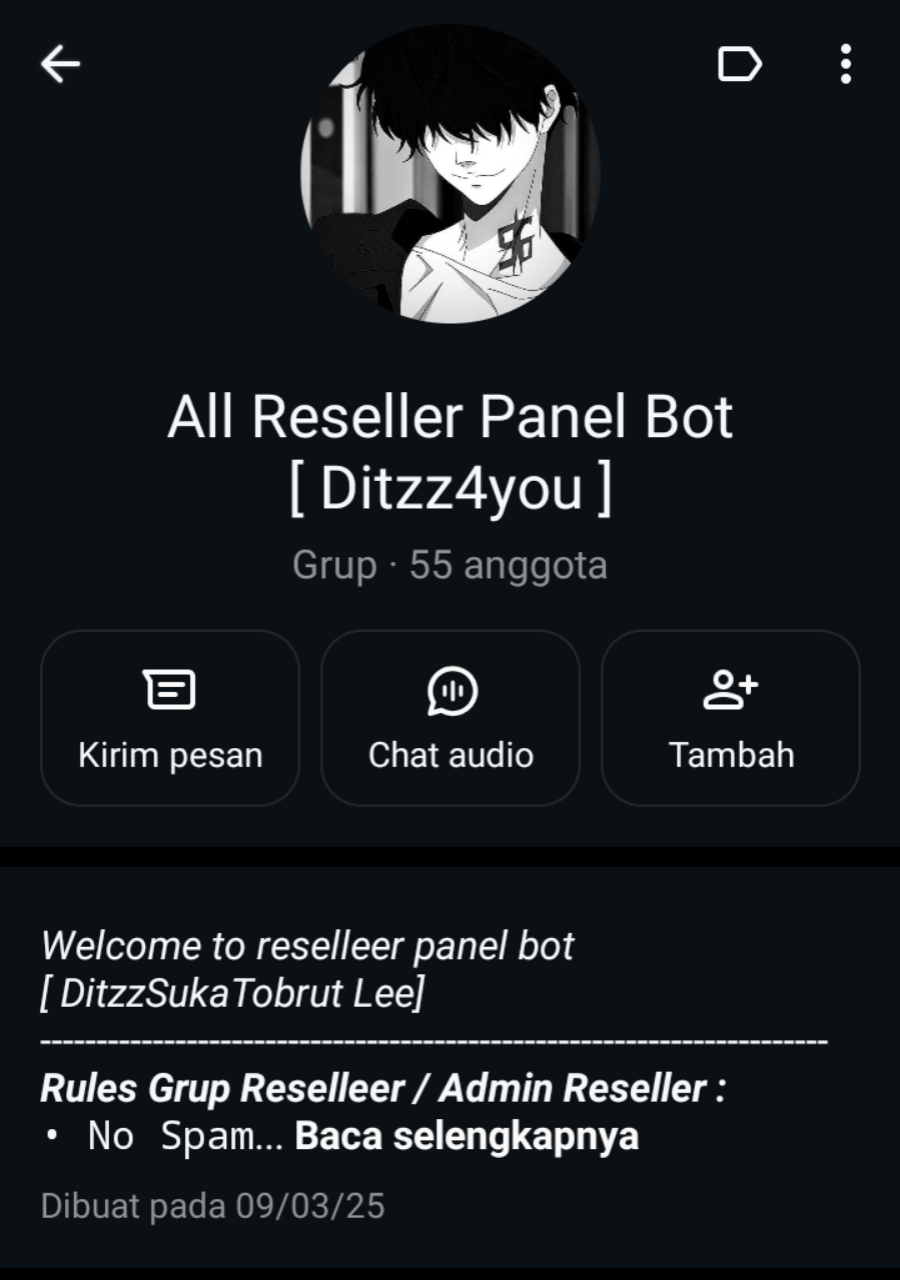 All Reseller Panel Bot
[ Ditzz4you ]
Grup · 55 anggota
Kirim pesan
Chat audio
Tambah
Welcome to reselleer panel bot
[ DitzzSukaTobrut Lee]
----------------------------------------------------------------------
Rules Grup Reselleer / Admin Reseller :
• No Spam... Baca selengkapnya
Dibuat pada 09/03/25